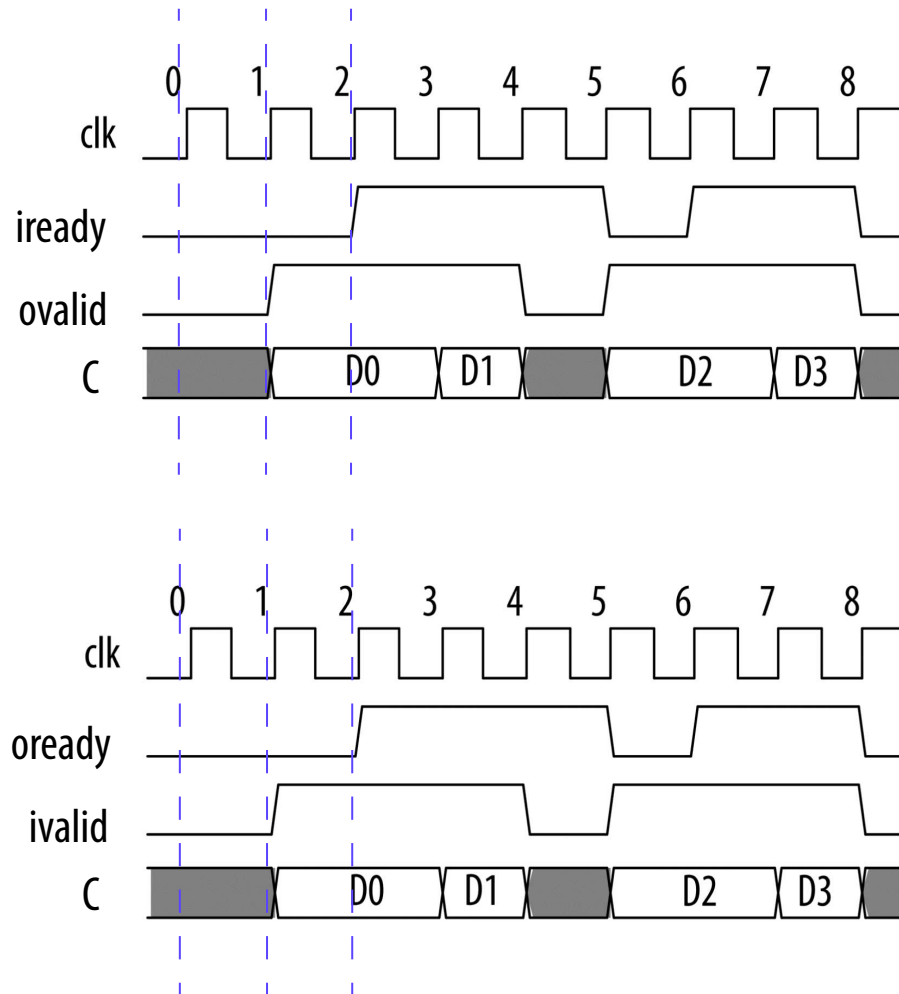 0 1 2 3 4 5 6 7 8
clk
iready
ovalid
C D0 D1 D2 D3
0 1 2 3 4 5 6 7 8
clk
oready
ivalid
C D0 D1 D2 D3